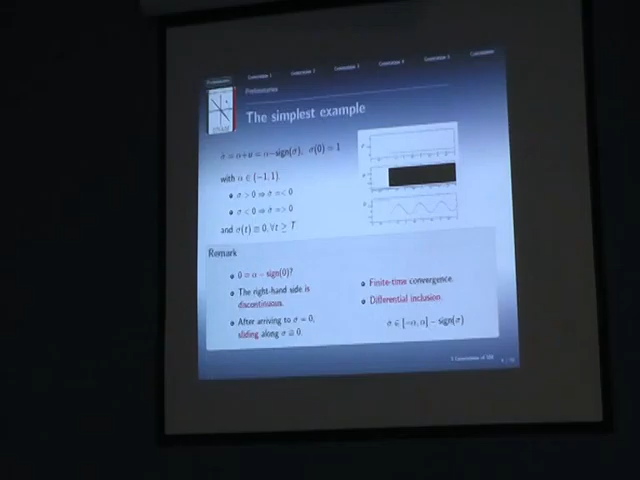 The simplest example
σ̇ = α+u = α−sign(σ), σ(0) = 1
with α ∈ (−1, 1)
σ > 0 ⇒ σ̇ =< 0
σ < 0 ⇒ σ̇ => 0
and σ(t) ≡ 0, ∀t ≥ T
Remark
0 = α − sign(0)?
The right-hand side is
discontinuous.
After arriving to σ = 0,
sliding along σ ≡ 0.
Finite-time convergence.
Differential inclusion.
σ̇ ∈ [−α, α] − sign(σ)